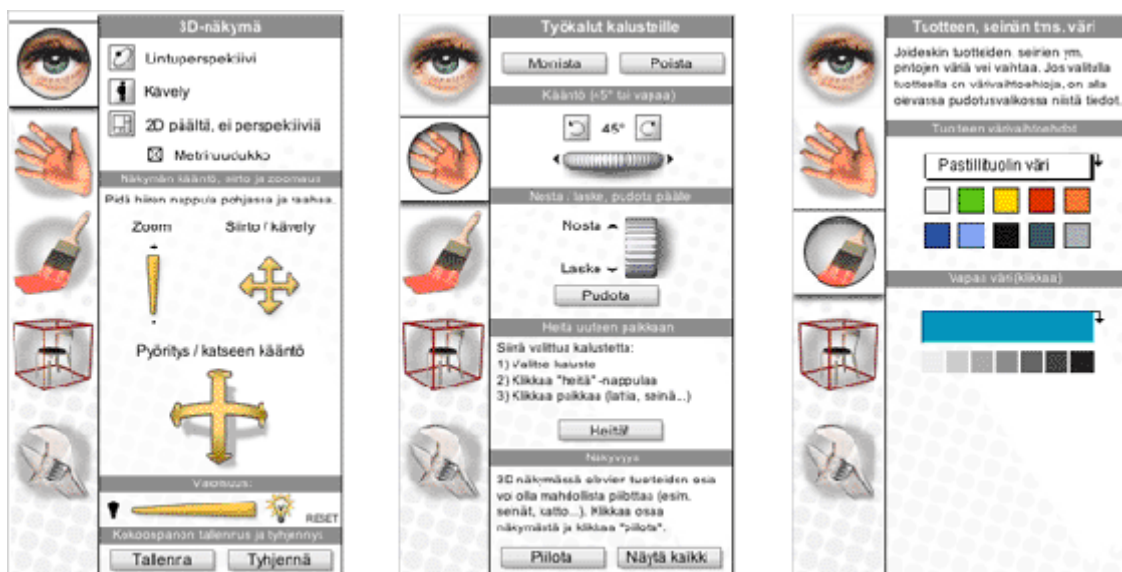 3D-näkymä
Lintuperspektiivi
Kävely
2D päältä, ei perspektiiviä
Metriruudukko
Näkymän kääntö, siirto ja zoomaus
Pidä hiiren nappula pohjassa ja raahaa.
Zoom
Siirto / kävely
Pyöritys / katseen kääntö
Valoisuus:
RESET
Kokoospanon tallennus ja tyhjennys
Tallenna
Tyhjennä
Työkalut kalusteille
Monista
Poista
Kääntö (45° tai vapaa)
45°
Nosta, laske, pudota päälle
Nosta
Laske
Pudota
Heitä uuteen paikkaan
Siirrä valittua kalustetta:
1) Valitse kaluste
2) Klikkaa "heitä" -nappulaa
3) Klikkaa paikkaa (lattia, seinä...)
Heitä!
Näkyvyys
3D näkymässä olevien tuotteiden osia
voi olla mahdollista piilottaa (esim.
seinät, katto...). Klikkaa osaa
näkymästä ja klikkaa "piilota".
Piilota
Näytä kaikki
Tuotteen, seinän tms. väri
Joideskin tuotteiden, seinien ym.
pintojen väriä voi vaihtaa. Jos valitulla
tuotteella on värivaihtoehtoja, on alla
olevassa pudotusvalikossa niistä tiedot.
Tuotteen värivaihtoehdot
Pastillituolin väri
Vapaa väri (klikkaa)